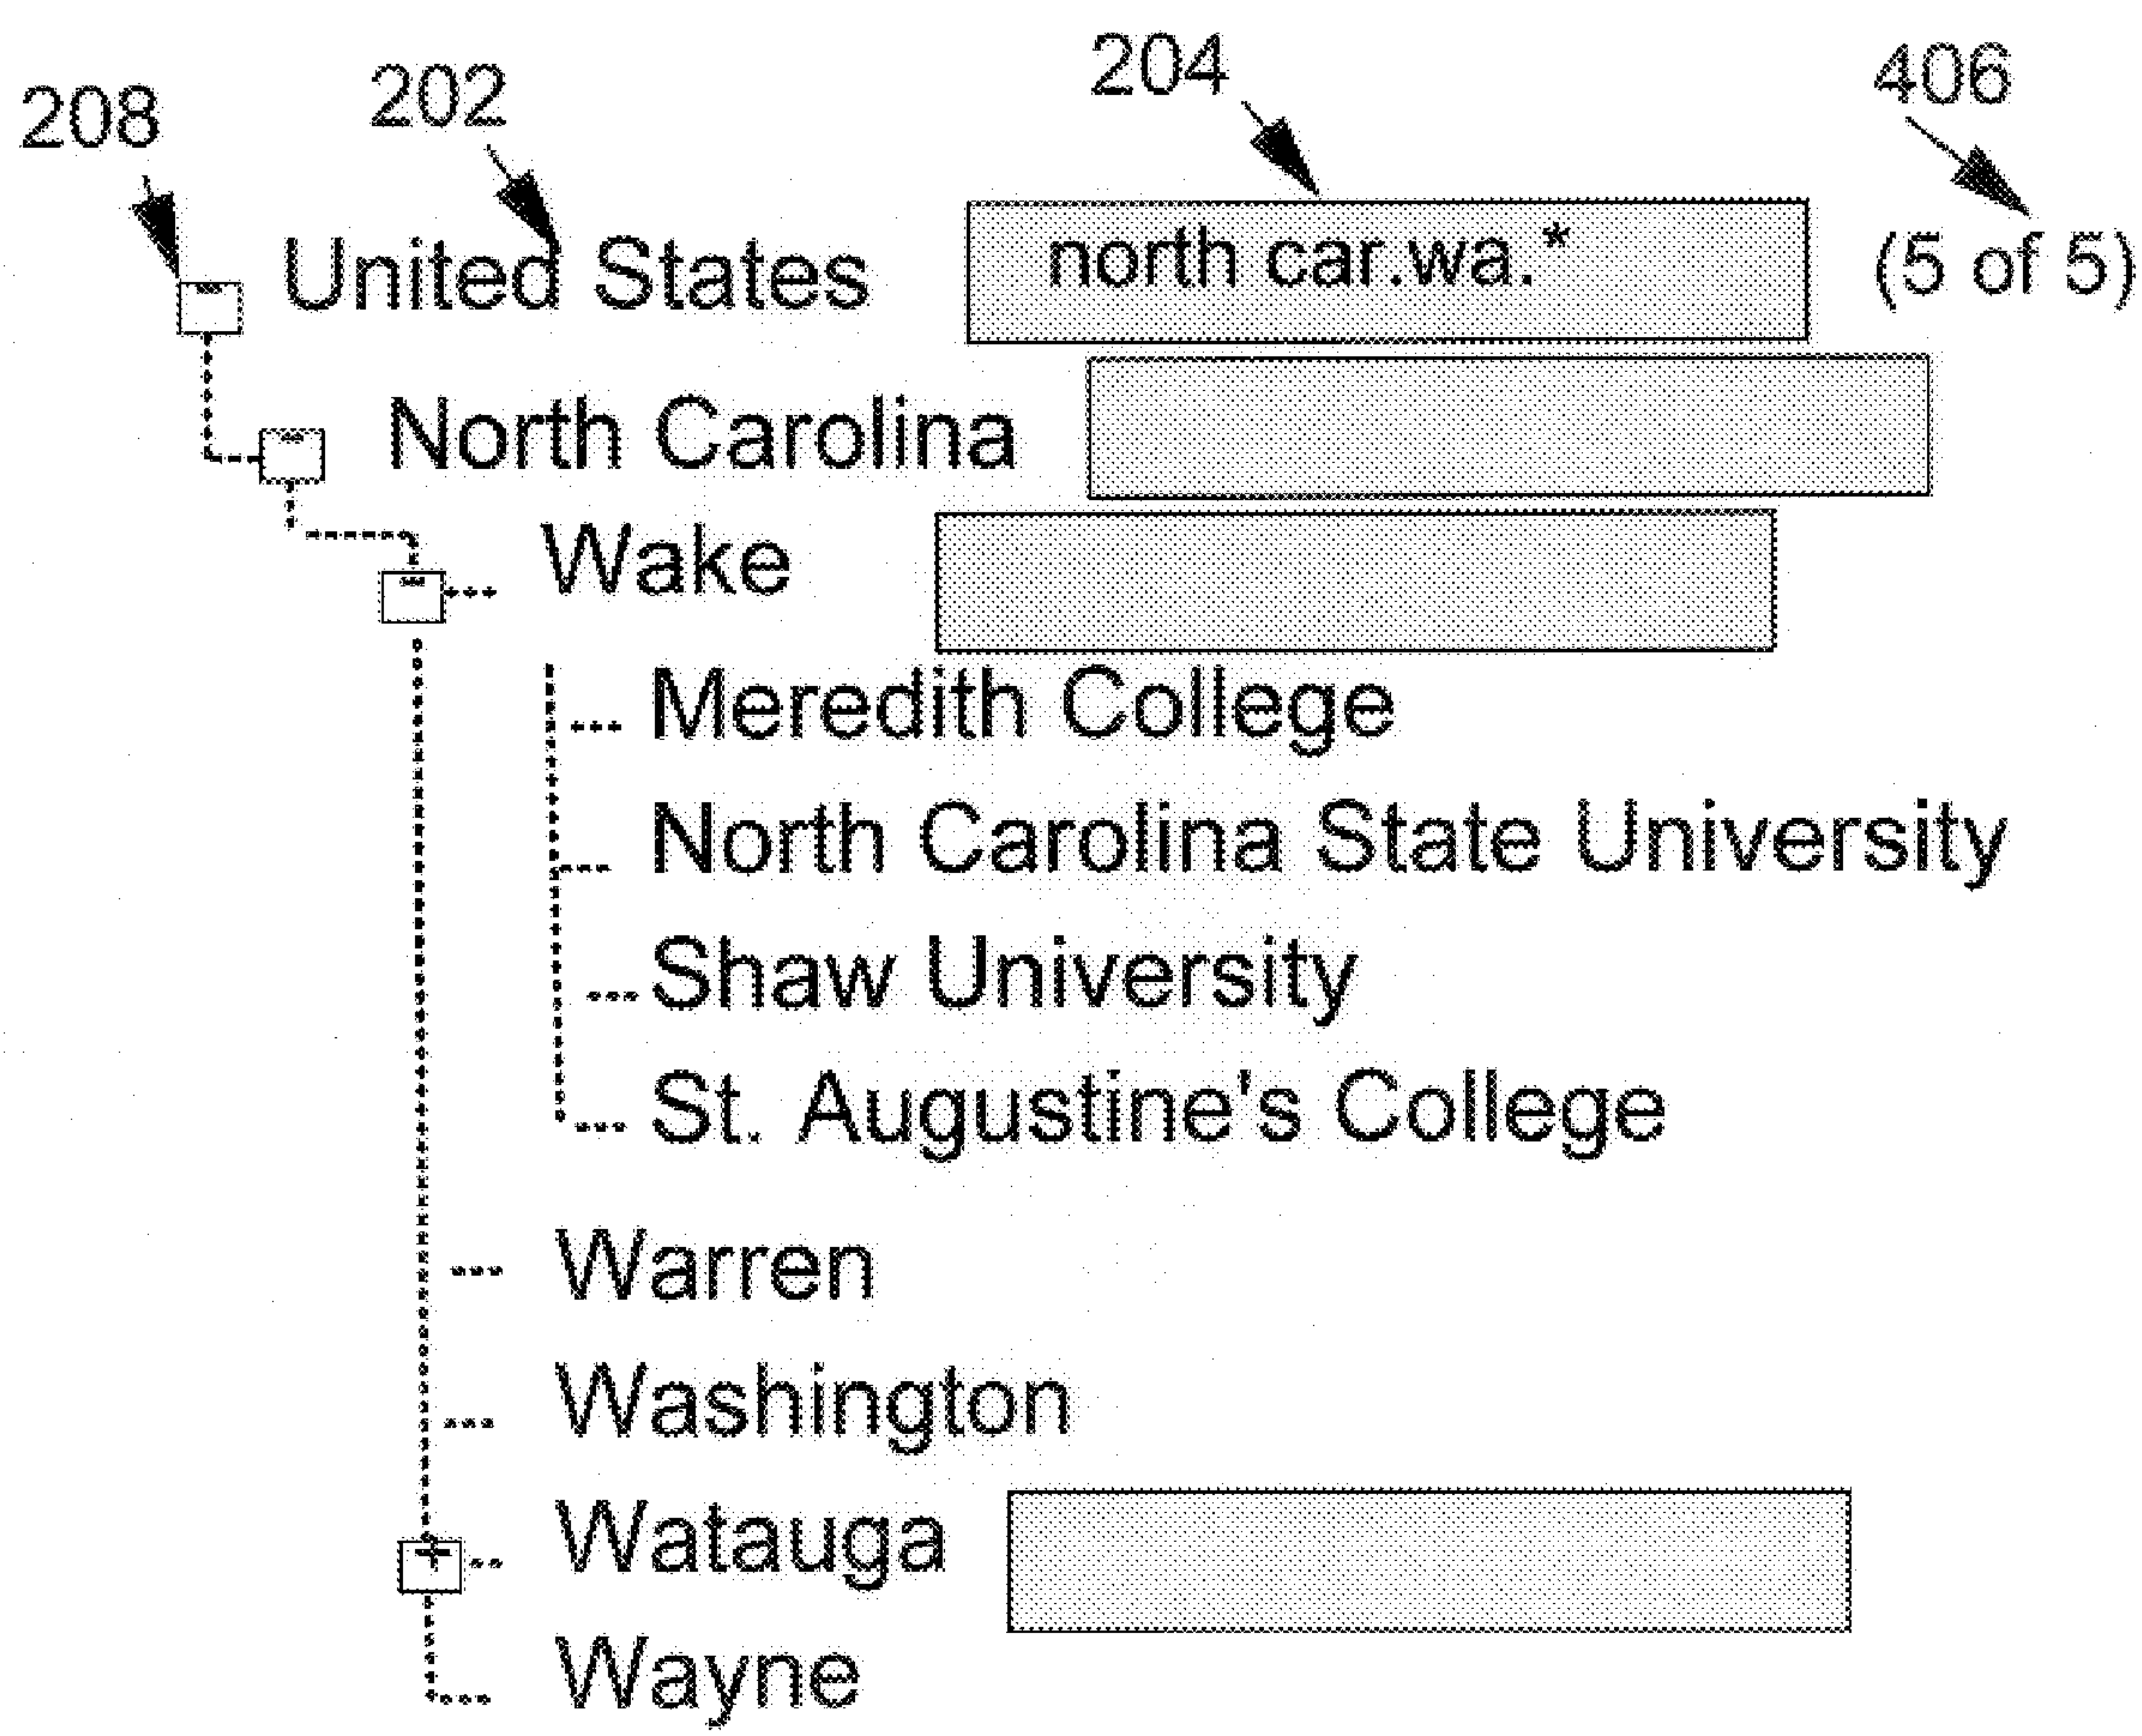 208 202 204 406
United States north car.wa.* (5 of 5)
North Carolina
Wake
Meredith College
North Carolina State University
Shaw University
St. Augustine's College
Warren
Washington
Watauga
Wayne